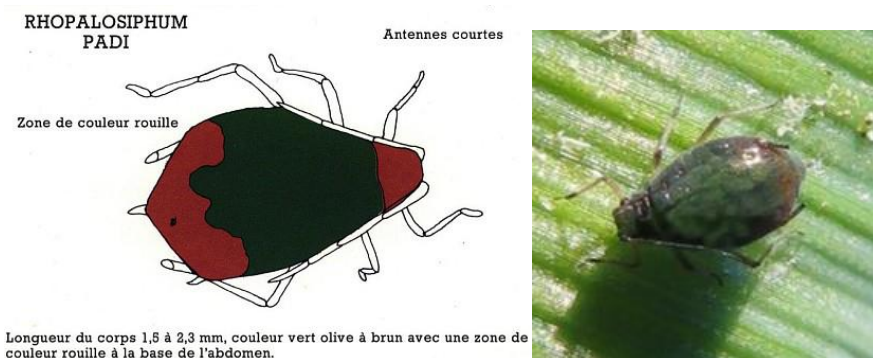 RHOPALOSIPHUM
PADI
Antennes courtes
Zone de couleur rouille
Longueur du corps 1,5 à 2,3 mm, couleur vert olive à brun avec une zone de
couleur rouille à la base de l'abdomen.